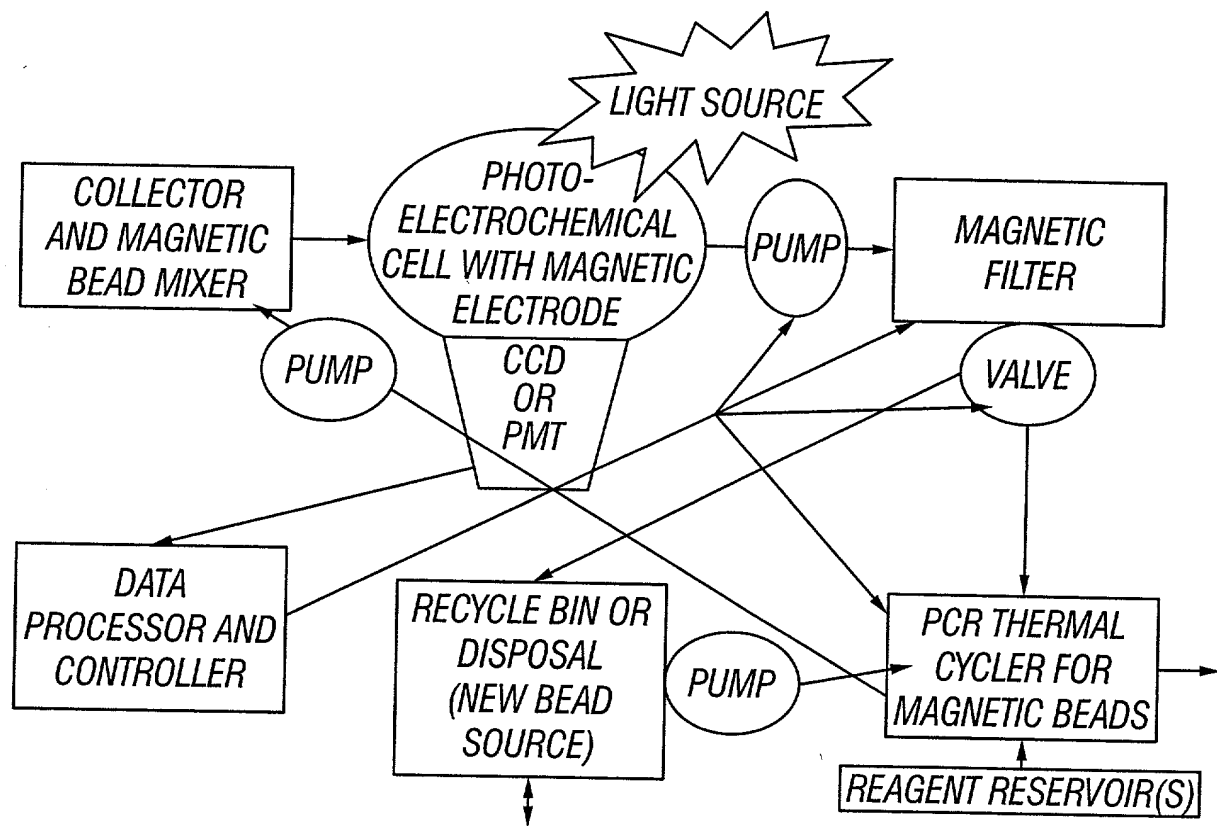 LIGHT SOURCE
COLLECTOR
AND MAGNETIC
BEAD MIXER
PHOTO-
ELECTROCHEMICAL
CELL WITH MAGNETIC
ELECTRODE
PUMP
MAGNETIC
FILTER
PUMP
CCD
OR
PMT
VALVE
DATA
PROCESSOR AND
CONTROLLER
RECYCLE BIN OR
DISPOSAL
(NEW BEAD
SOURCE)
PUMP
PCR THERMAL
CYCLER FOR
MAGNETIC BEADS
REAGENT RESERVOIR(S)